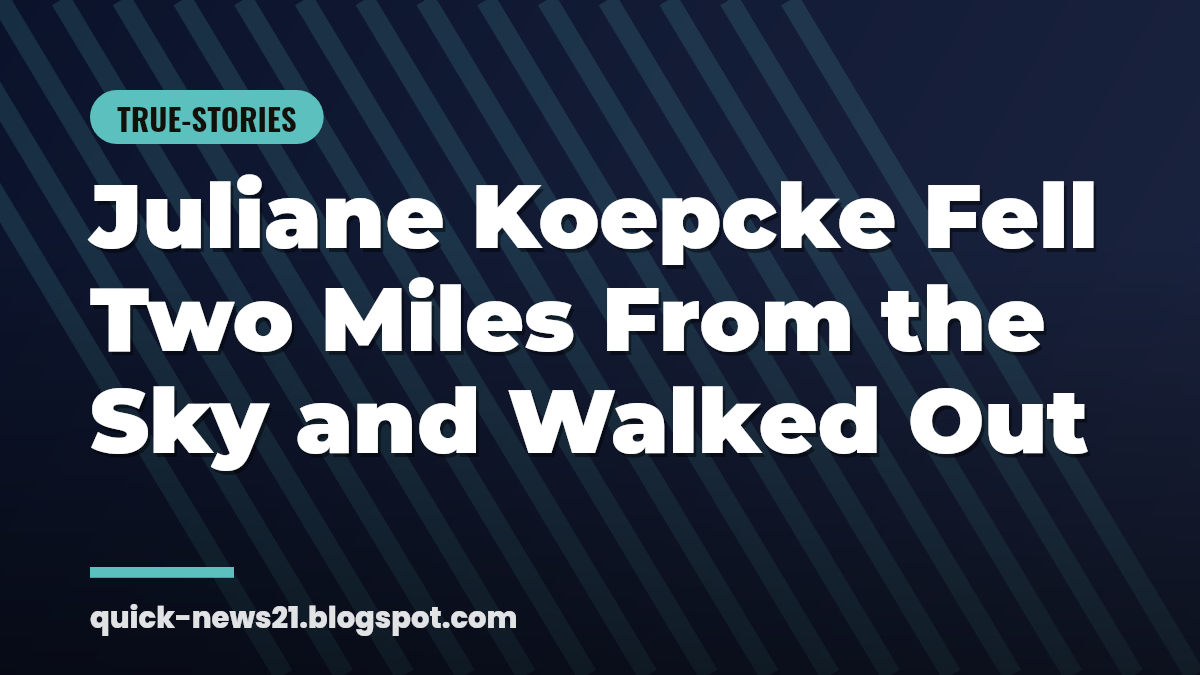 TRUE-STORIES
Juliane Koepcke Fell
Two Miles From the
Sky and Walked Out
quick-news21.blogspot.com